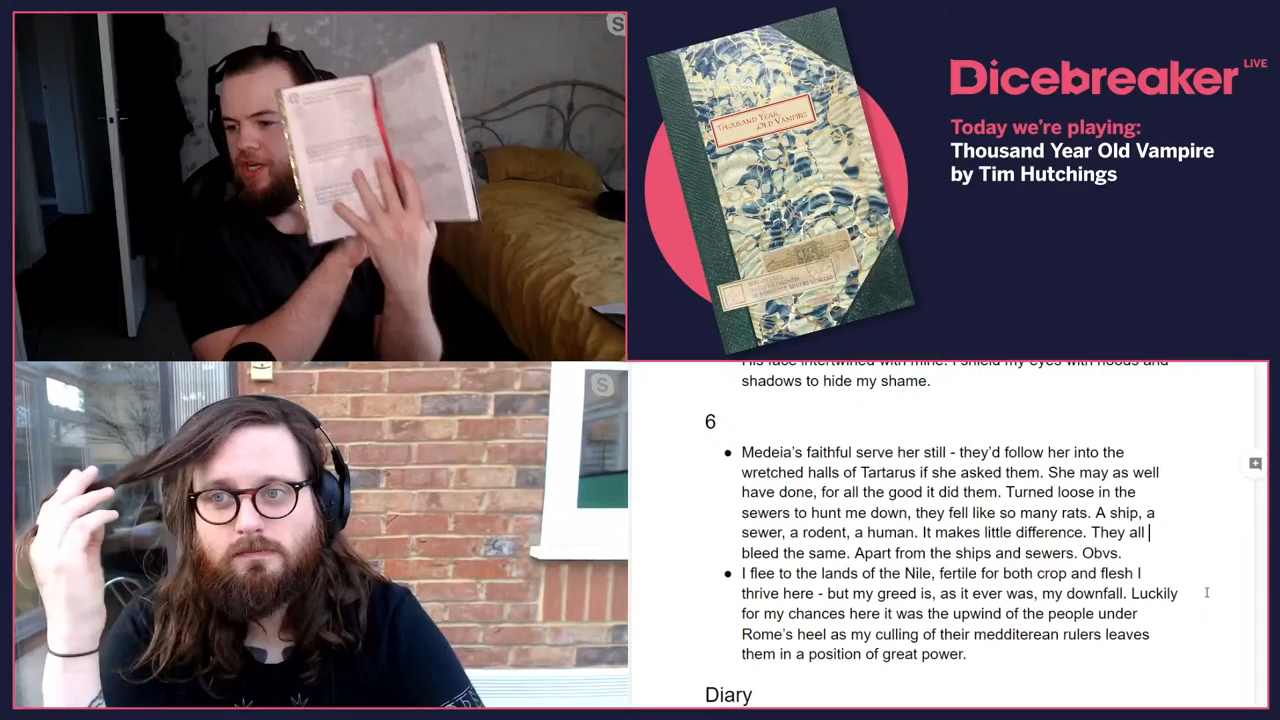 THOUSAND YEAR
OLD VAMPIRE
Dicebreaker LIVE
Today we're playing:
Thousand Year Old Vampire
by Tim Hutchings
shadows to hide my shame.
6
● Medeia's faithful serve her still - they'd follow her into the
wretched halls of Tartarus if she asked them. She may as well
have done, for all the good it did them. Turned loose in the
sewers to hunt me down, they fell like so many rats. A ship, a
sewer, a rodent, a human. It makes little difference. They all
bleed the same. Apart from the ships and sewers. Obvs.
● I flee to the lands of the Nile, fertile for both crop and flesh I
thrive here - but my greed is, as it ever was, my downfall. Luckily
for my chances here it was the upwind of the people under
Rome's heel as my culling of their medditerean rulers leaves
them in a position of great power.
Diary